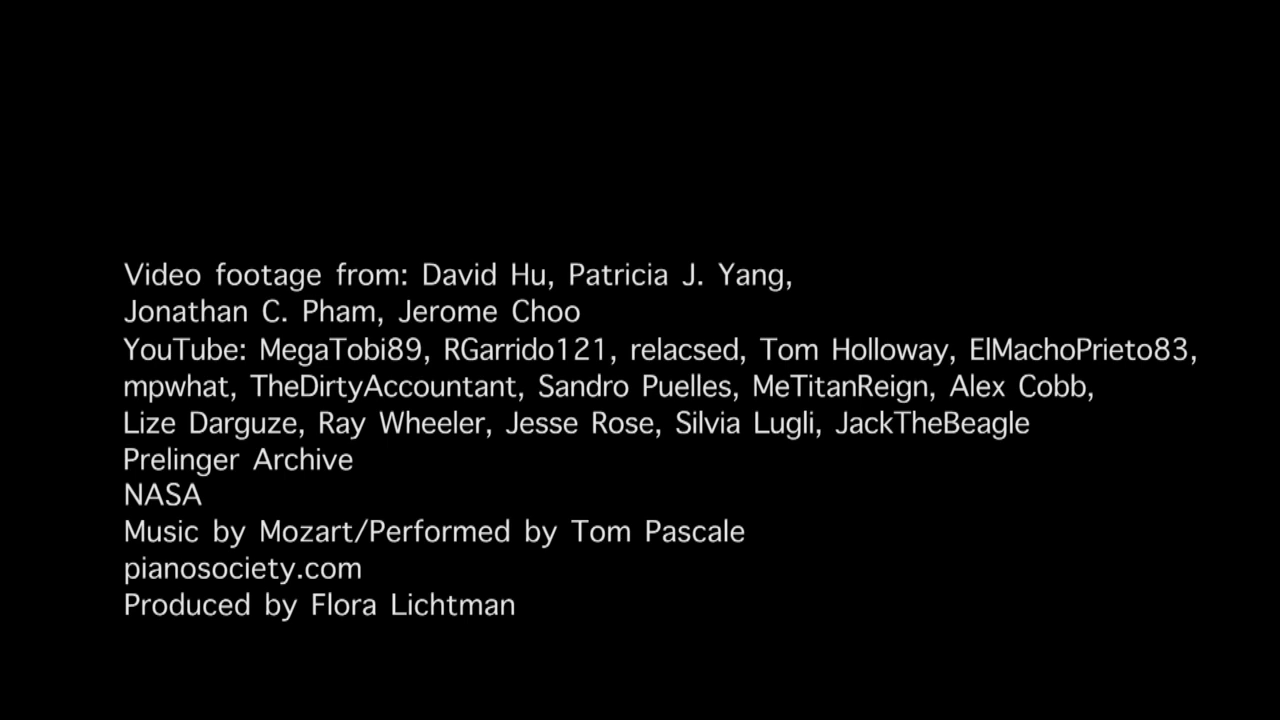 Video footage from: David Hu, Patricia J. Yang,
Jonathan C. Pham, Jerome Choo
YouTube: MegaTobi89, RGarrido121, relacsed, Tom Holloway, ElMachoPrieto83,
mpwhat, TheDirtyAccountant, Sandro Puelles, MeTitanReign, Alex Cobb,
Lize Darguze, Ray Wheeler, Jesse Rose, Silvia Lugli, JackTheBeagle
Prelinger Archive
NASA
Music by Mozart/Performed by Tom Pascale
pianosociety.com
Produced by Flora Lichtman